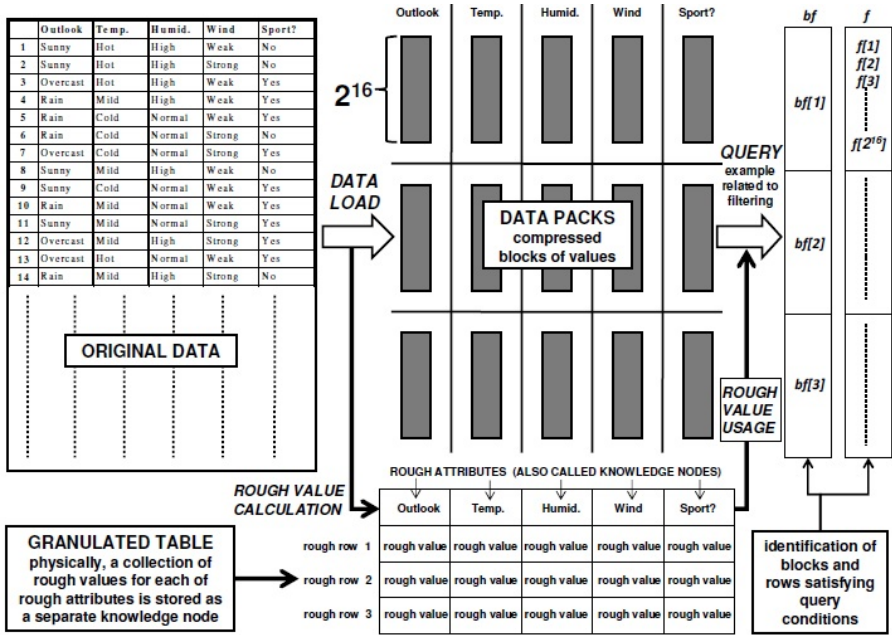 Outlook Temp. Humid. Wind Sport?
1 Sunny Hot High Weak No
2 Sunny Hot High Strong No
3 Overcast Hot High Weak Yes
4 Rain Mild High Weak Yes
5 Rain Cold Normal Weak Yes
6 Rain Cold Normal Strong No
7 Overcast Cold Normal Strong Yes
8 Sunny Mild High Weak No
9 Sunny Cold Normal Weak Yes
10 Rain Mild Normal Weak Yes
11 Sunny Mild Normal Strong Yes
12 Overcast Mild High Strong Yes
13 Overcast Hot Normal Weak Yes
14 Rain Mild High Strong No
ORIGINAL DATA
DATA
LOAD
Outlook Temp. Humid. Wind Sport?
2^16
DATA PACKS
compressed
blocks of values
QUERY
example
related to
filtering
bf f
bf[1]
f[1]
f[2]
f[3]
f[2^16]
bf[2]
bf[3]
ROUGH
VALUE
USAGE
ROUGH ATTRIBUTES (ALSO CALLED KNOWLEDGE NODES)
ROUGH VALUE
CALCULATION
Outlook Temp. Humid. Wind Sport?
rough row 1 rough value rough value rough value rough value rough value
rough row 2 rough value rough value rough value rough value rough value
rough row 3 rough value rough value rough value rough value rough value
GRANULATED TABLE
physically, a collection of
rough values for each of
rough attributes is stored as
a separate knowledge node
identification of
blocks and
rows satisfying
query
conditions